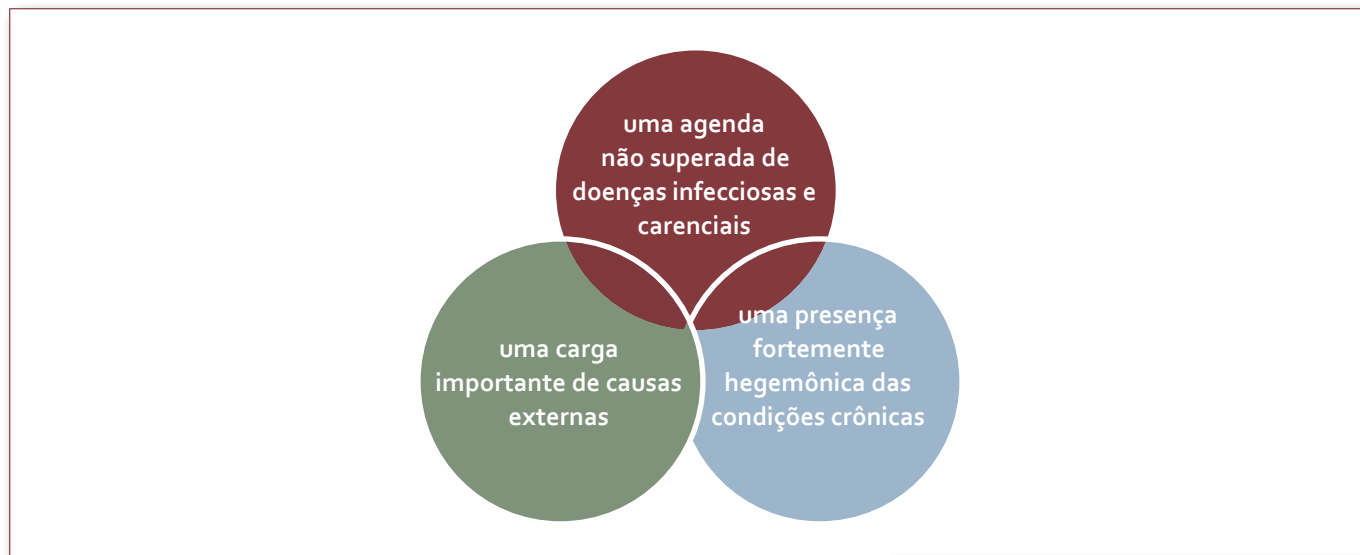 uma agenda
não superada de
doenças infecciosas e
carenciais
uma carga
importante de causas
externas
uma presença
fortemente
hegemônica das
condições crônicas